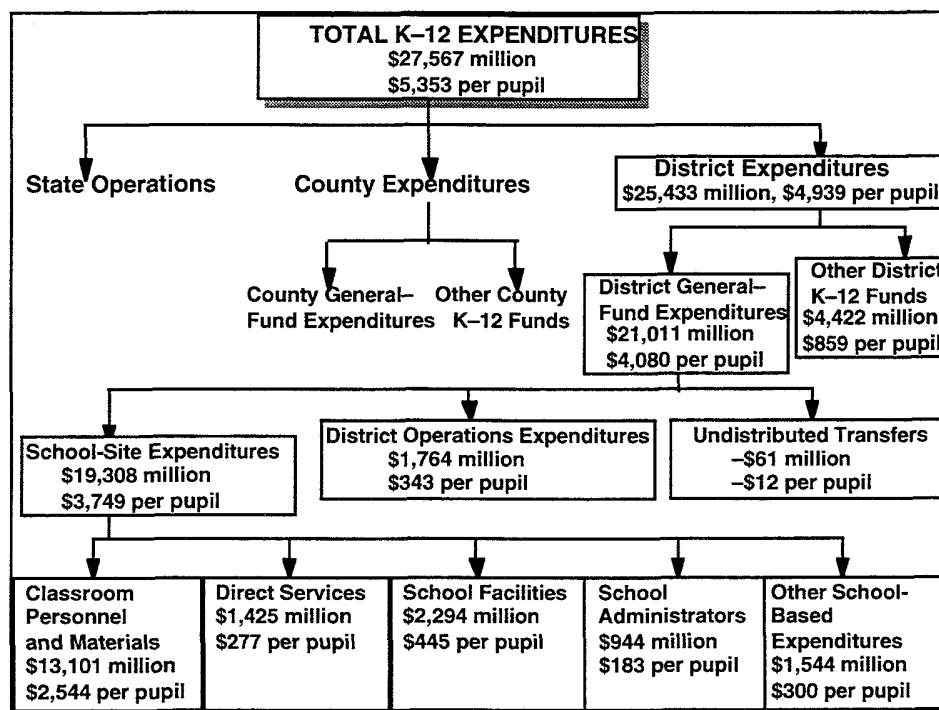 TOTAL K–12 EXPENDITURES
$27,567 million
$5,353 per pupil
State Operations
County Expenditures
District Expenditures
$25,433 million, $4,939 per pupil
County General–
Fund Expenditures
Other County
K–12 Funds
District General–
Fund Expenditures
$21,011 million
$4,080 per pupil
Other District
K–12 Funds
$4,422 million
$859 per pupil
School-Site Expenditures
$19,308 million
$3,749 per pupil
District Operations Expenditures
$1,764 million
$343 per pupil
Undistributed Transfers
–$61 million
–$12 per pupil
Classroom
Personnel
and Materials
$13,101 million
$2,544 per pupil
Direct Services
$1,425 million
$277 per pupil
School Facilities
$2,294 million
$445 per pupil
School
Administrators
$944 million
$183 per pupil
Other School-
Based
Expenditures
$1,544 million
$300 per pupil